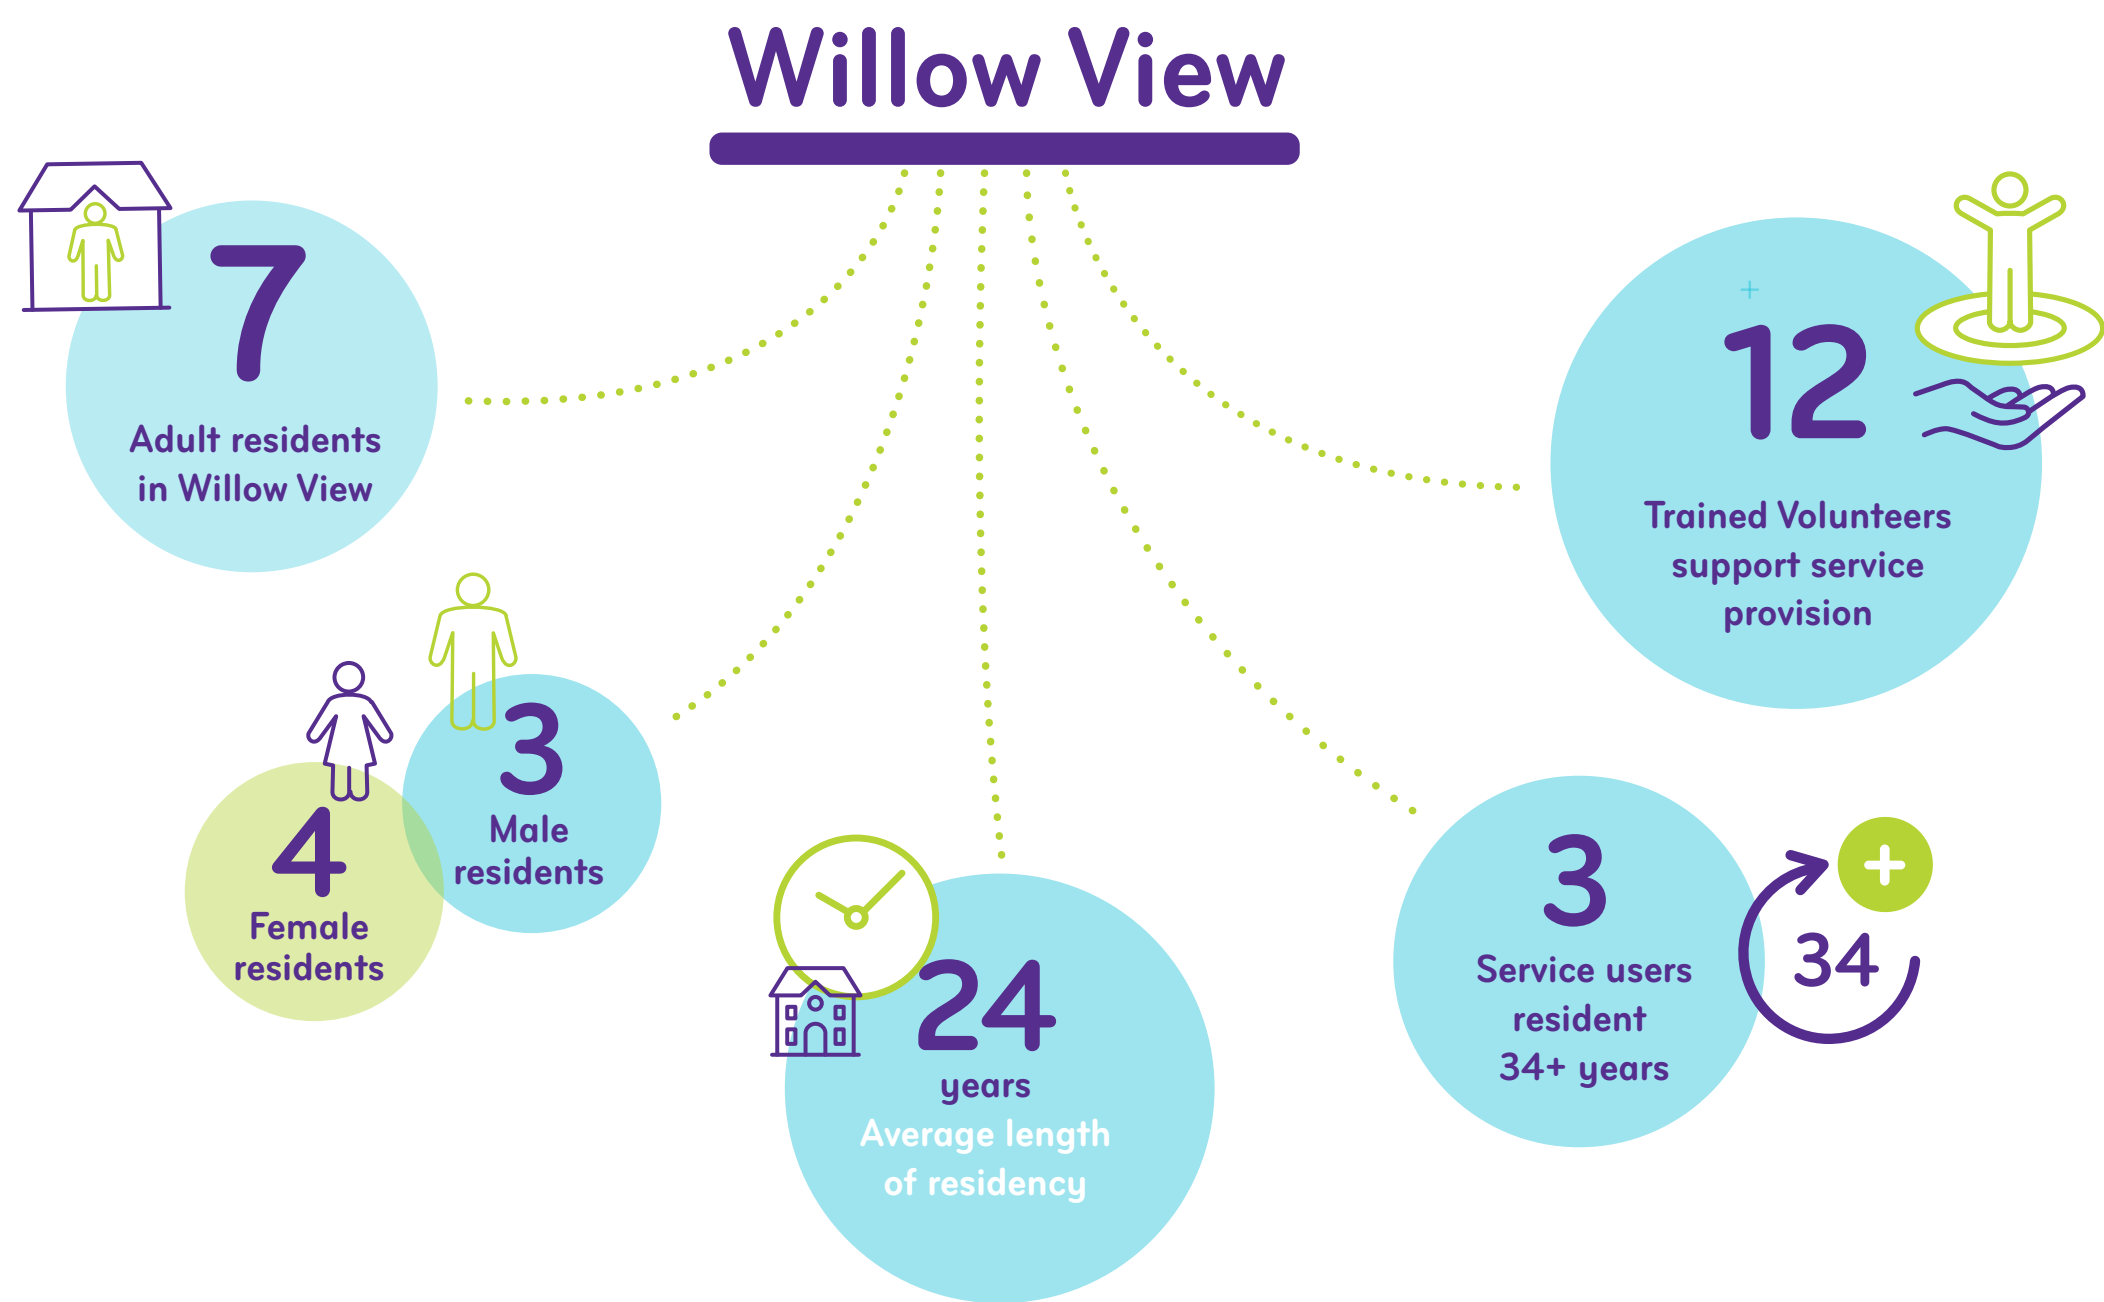 Willow View
7
Adult residents
in Willow View
12
Trained Volunteers
support service
provision
3
Male
residents
4
Female
residents
24
years
Average length
of residency
3
Service users
resident
34+ years
+
34